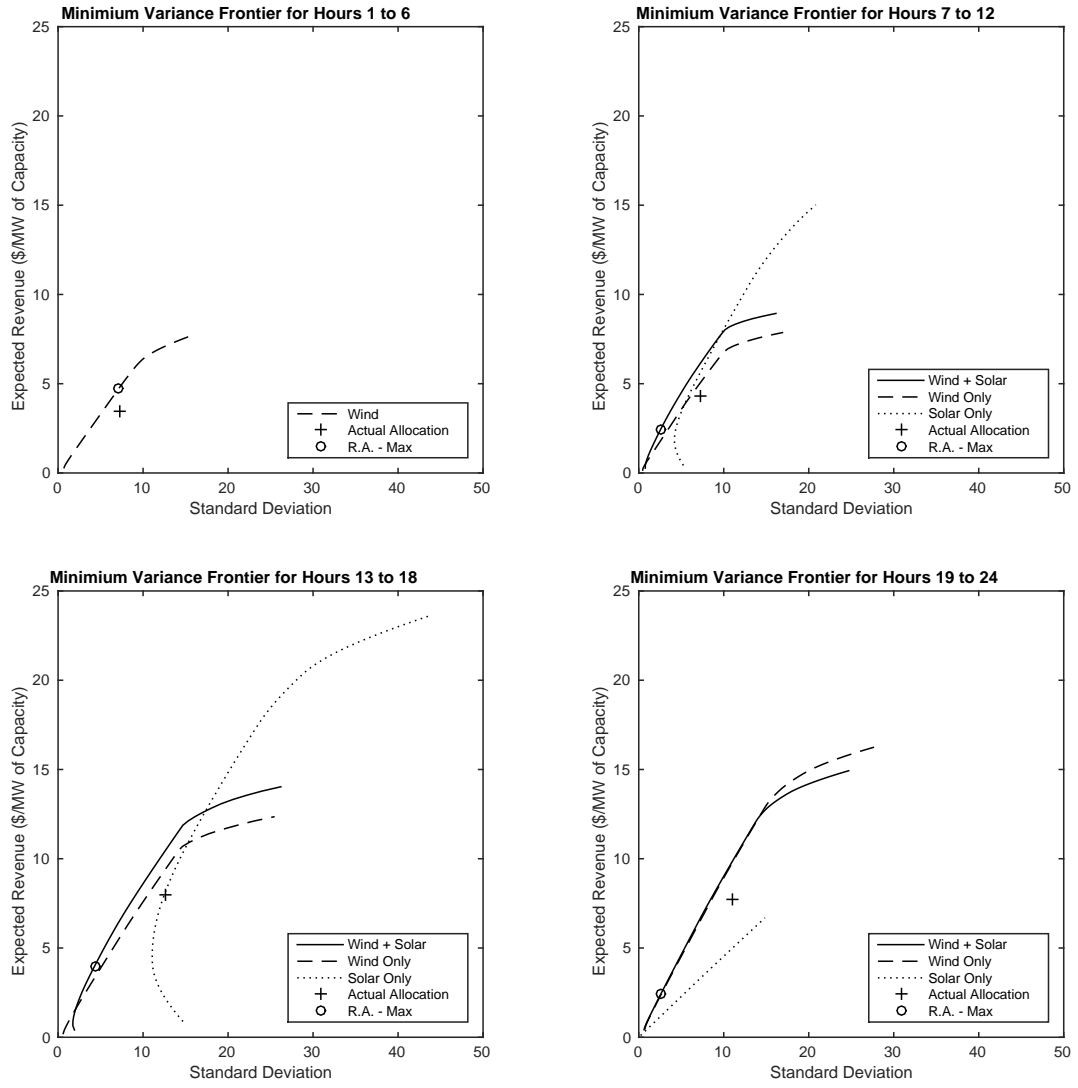 Minimium Variance Frontier for Hours 1 to 6
25
20
15
10
5
0
0 10 20 30 40 50
Expected Revenue ($/MW of Capacity)
Standard Deviation
Wind
Actual Allocation
R.A. - Max
Minimium Variance Frontier for Hours 7 to 12
25
20
15
10
5
0
0 10 20 30 40 50
Expected Revenue ($/MW of Capacity)
Standard Deviation
Wind + Solar
Wind Only
Solar Only
Actual Allocation
R.A. - Max
Minimium Variance Frontier for Hours 13 to 18
25
20
15
10
5
0
0 10 20 30 40 50
Expected Revenue ($/MW of Capacity)
Standard Deviation
Wind + Solar
Wind Only
Solar Only
Actual Allocation
R.A. - Max
Minimium Variance Frontier for Hours 19 to 24
25
20
15
10
5
0
0 10 20 30 40 50
Expected Revenue ($/MW of Capacity)
Standard Deviation
Wind + Solar
Wind Only
Solar Only
Actual Allocation
R.A. - Max